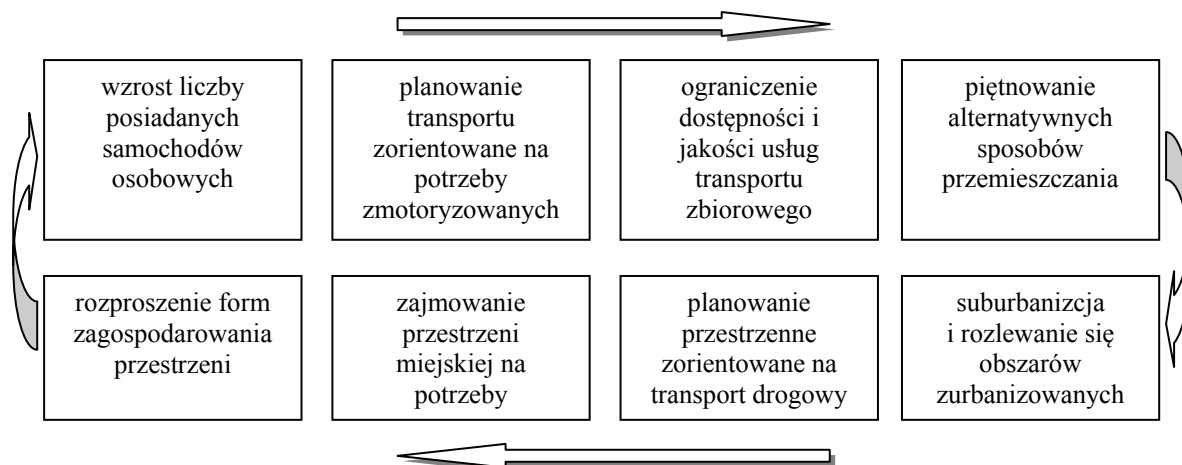 wzrost liczby
posiadanych
samochodów
osobowych
planowanie
transportu
zorientowane na
potrzeby
zmotoryzowanych
ograniczenie
dostępności i
jakości usług
transportu
zbiorowego
piętnowanie
alternatywnych
sposobów
przemieszczania
rozproszenie form
zagospodarowania
przestrzeni
zajmowanie
przestrzeni
miejskiej na
potrzeby
planowanie
przestrzenne
zorientowane na
transport drogowy
suburbanizcja
i rozlewanie się
obszarów
zurbanizowanych